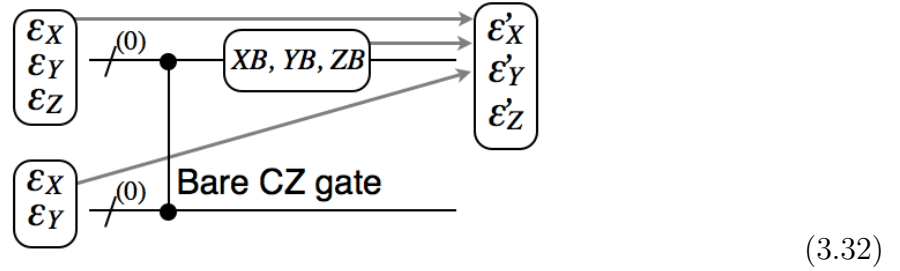 εX
εY
εZ
(0)
XB, YB, ZB
ε'X
ε'Y
ε'Z
εX
εY
(0)
Bare CZ gate
(3.32)